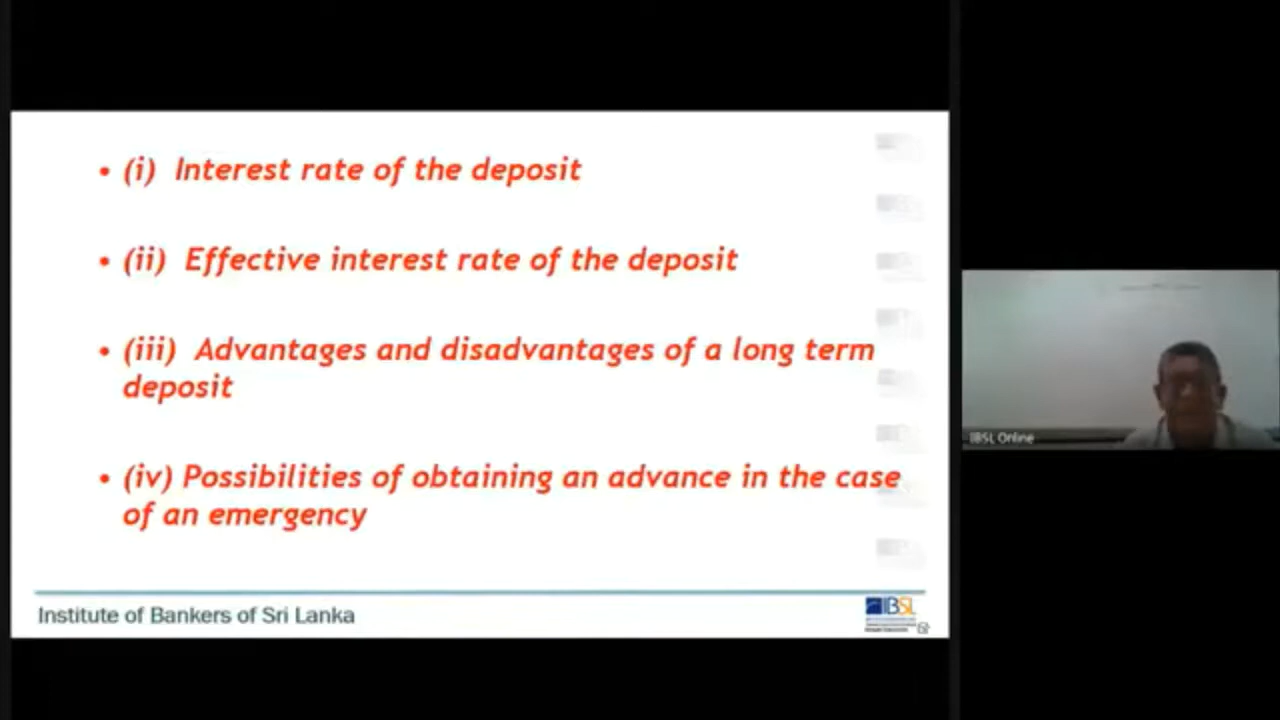 • (i) Interest rate of the deposit
• (ii) Effective interest rate of the deposit
• (iii) Advantages and disadvantages of a long term
deposit
• (iv) Possibilities of obtaining an advance in the case
of an emergency
Institute of Bankers of Sri Lanka
IBSL
IBSL Online